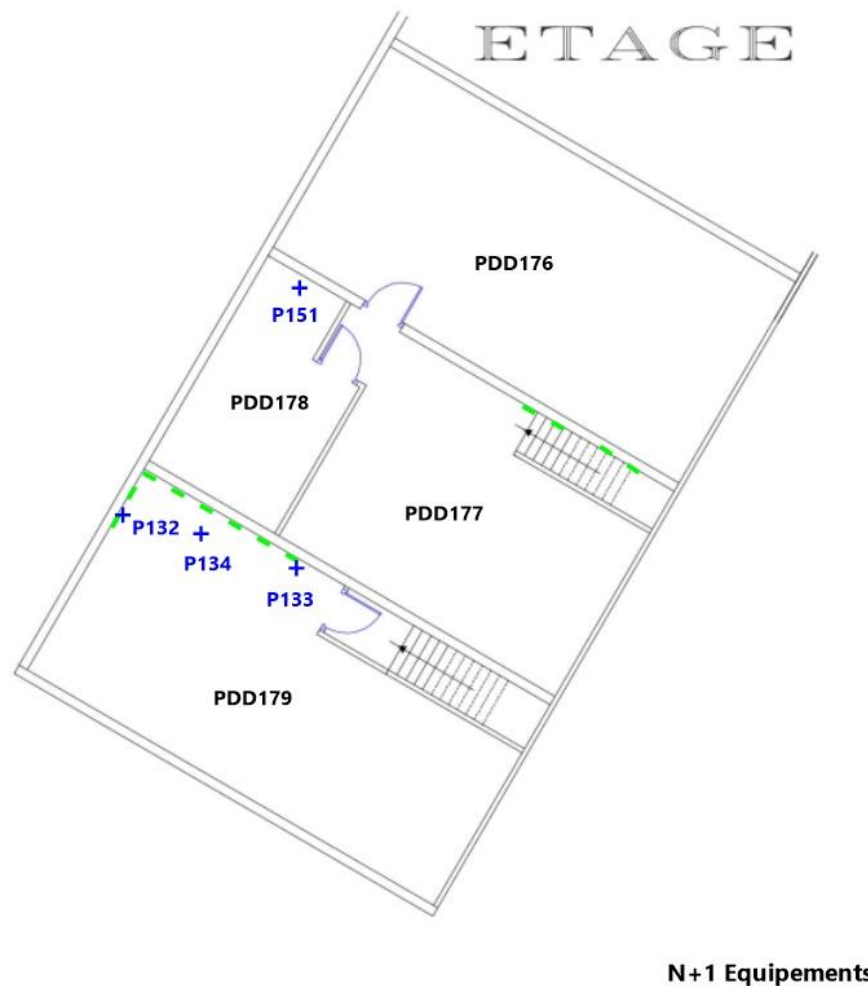 ETAGE
PDD176
P151
PDD178
PDD177
P132
P134
P133
PDD179
N+1 Equipements